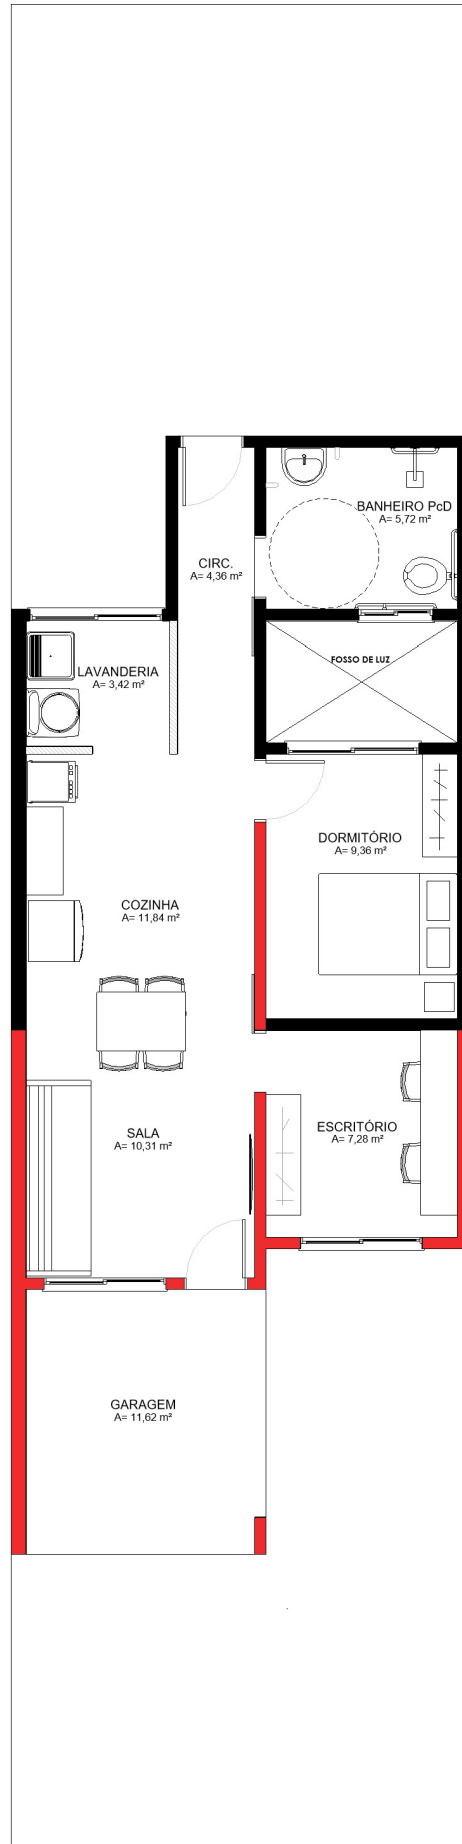 BANHEIRO PcD
A= 5,72 m²
CIRC.
A= 4,36 m²
FOSSO DE LUZ
LAVANDERIA
A= 3,42 m²
DORMITÓRIO
A= 9,36 m²
COZINHA
A= 11,84 m²
ESCRITÓRIO
A= 7,28 m²
SALA
A= 10,31 m²
GARAGEM
A= 11,62 m²